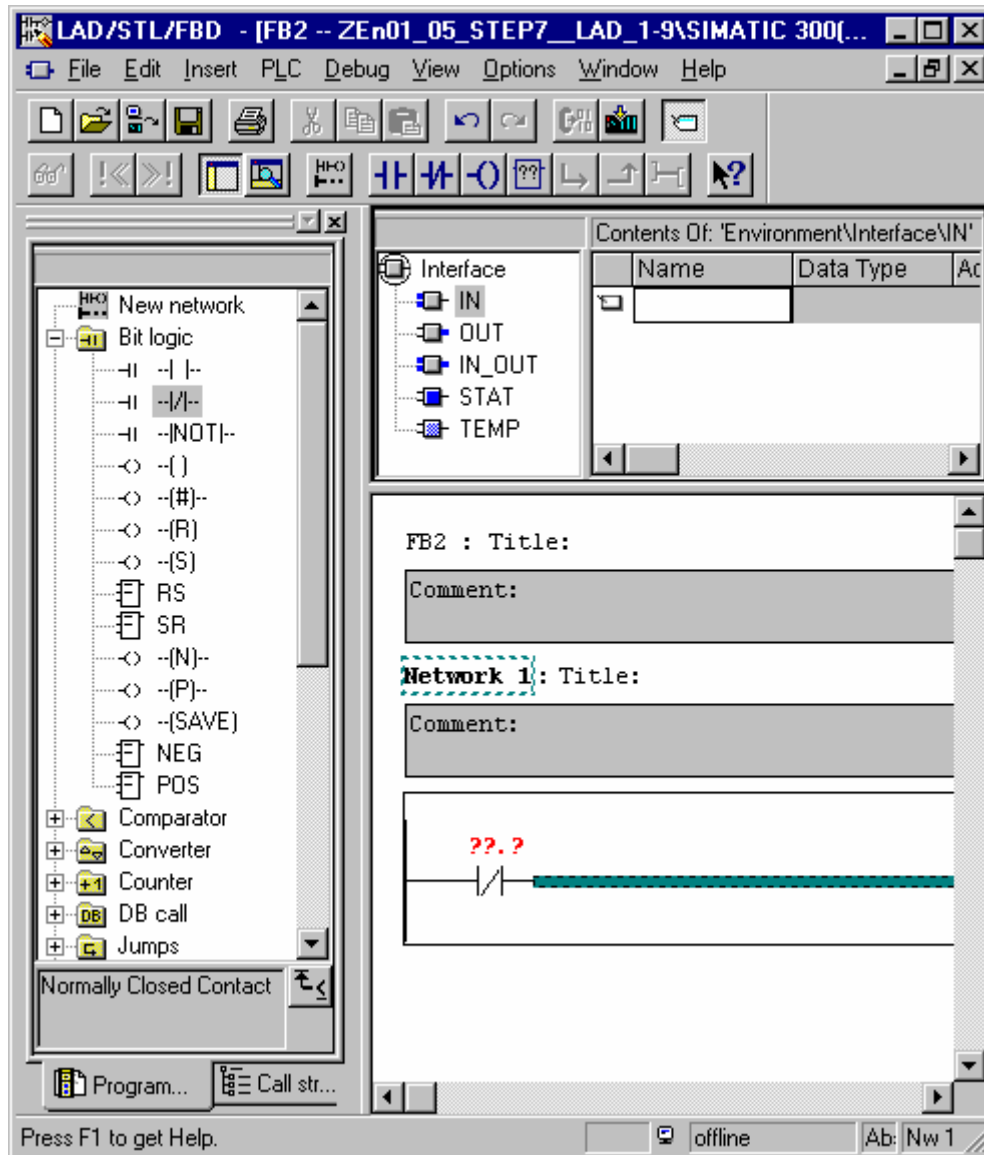 LAD/STL/FBD - [FB2 -- ZEn01_05_STEP7__LAD_1-9\SIMATIC 300(...
File Edit Insert PLC Debug View Options Window Help
New network
Bit logic
--| |--
--|/|--
--|NOT|--
--( )
--(#)--
--(R)
--(S)
RS
SR
--(N)--
--(P)--
--(SAVE)
NEG
POS
Comparator
Converter
Counter
DB call
Jumps
Normally Closed Contact
Program...
Call str...
Interface
IN
OUT
IN_OUT
STAT
TEMP
Contents Of: 'Environment\Interface\IN'
Name Data Type Ad
FB2 : Title:
Comment:
Network 1: Title:
Comment:
??.?
Press F1 to get Help.
offline
Ab: Nw 1